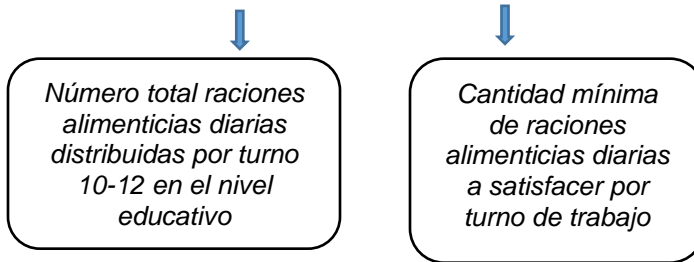 Número total raciones
alimenticias diarias
distribuidas por turno
10-12 en el nivel
educativo
Cantidad mínima
de raciones
alimenticias diarias
a satisfacer por
turno de trabajo